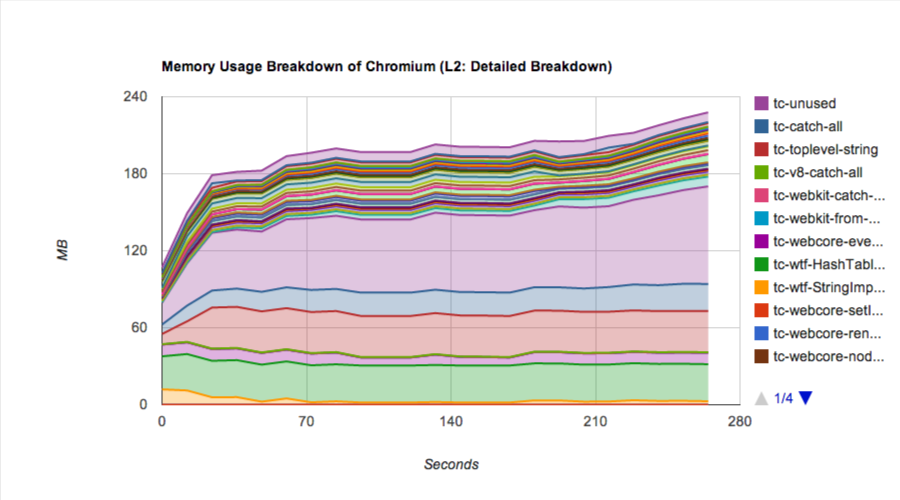 Memory Usage Breakdown of Chromium (L2: Detailed Breakdown)
240
180
120
60
0
MB
0 70 140 210 280
Seconds
tc-unused
tc-catch-all
tc-toplevel-string
tc-v8-catch-all
tc-webkit-catch-...
tc-webkit-from-...
tc-webcore-eve...
tc-wtf-HashTabl...
tc-wtf-StringImp...
tc-webcore-setI...
tc-webcore-ren...
tc-webcore-nod...
1/4